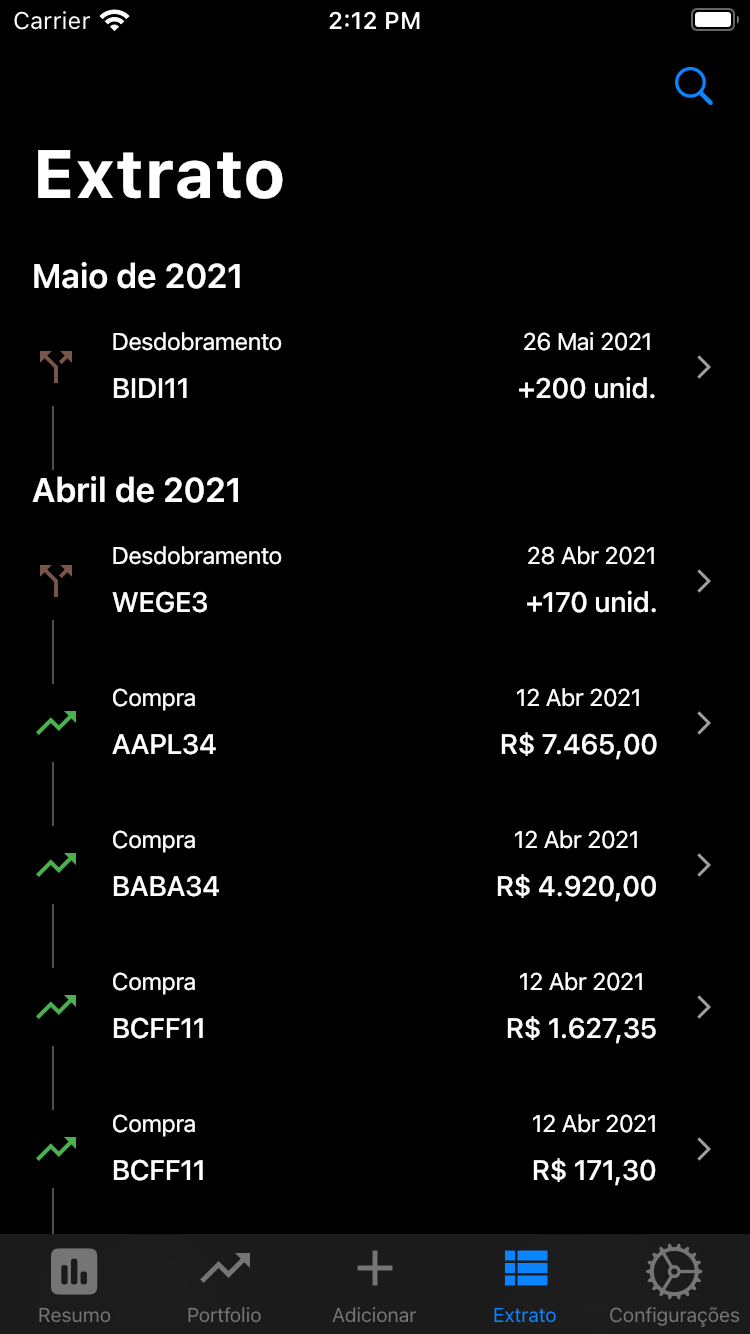 Carrier 2:12 PM
Extrato
Maio de 2021
Desdobramento 26 Mai 2021
BIDI11 +200 unid.
Abril de 2021
Desdobramento 28 Abr 2021
WEGE3 +170 unid.
Compra 12 Abr 2021
AAPL34 R$ 7.465,00
Compra 12 Abr 2021
BABA34 R$ 4.920,00
Compra 12 Abr 2021
BCFF11 R$ 1.627,35
Compra 12 Abr 2021
BCFF11 R$ 171,30
Resumo Portfolio Adicionar Extrato Configurações